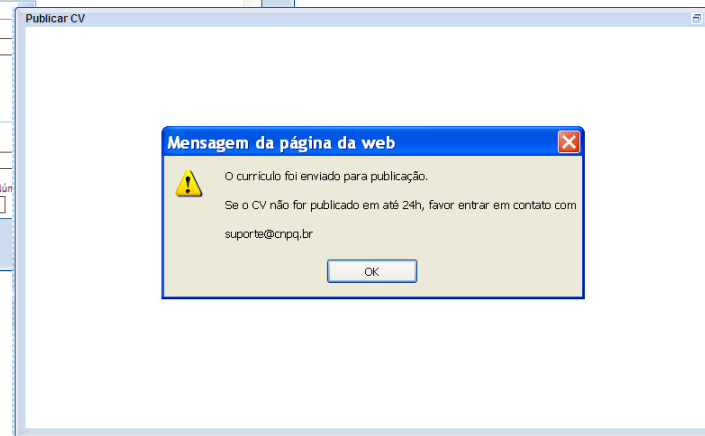 Publicar CV
Mensagem da página da web
O currículo foi enviado para publicação.
Se o CV não for publicado em até 24h, favor entrar em contato com
suporte@cnpq.br
OK